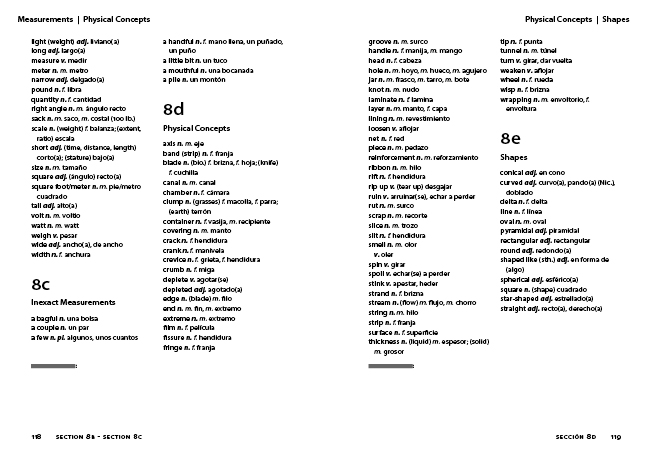 Measurements | Physical Concepts
light (weight) adj. liviano(a)
long adj. largo(a)
measure v. medir
meter n. m. metro
narrow adj. delgado(a)
pound n. f. libra
quantity n. f. cantidad
right angle n. m. ángulo recto
sack n. m. saco, m. costal (100 lb.)
scale n. (weight) f. balanza; (extent,
ratio) escala
short adj. (time, distance, length)
corto(a); (stature) bajo(a)
size n. m. tamaño
square adj. (ángulo) recto(a)
square foot/meter n. m. pie/metro
cuadrado
tall adj. alto(a)
volt n. m. voltio
watt n. m. watt
weigh v. pesar
wide adj. ancho(a), de ancho
width n. f. anchura
8c
Inexact Measurements
a bagful n. una bolsa
a couple n. un par
a few n. pl. algunos, unos cuantos
a handful n. f. mano llena, un puñado,
un puño
a little bit n. un tuco
a mouthful n. una bocanada
a pile n. un montón
8d
Physical Concepts
axis n. m. eje
band (strip) n. f. franja
blade n. (bio.) f. brizna, f. hoja; (knife)
f. cuchilla
canal n. m. canal
chamber n. f. cámara
clump n. (grasses) f. macolla, f. parra;
(earth) terrón
container n. f. vasija, m. recipiente
covering n. m. manto
crack n. f. hendidura
crank n. f. manivela
crevice n. f. grieta, f. hendidura
crumb n. f. miga
deplete v. agotar(se)
depleted adj. agotado(a)
edge n. (blade) m. filo
end n. m. fin, m. extremo
extreme n. m. extremo
film n. f. película
fissure n. f. hendidura
fringe n. f. franja
118 SECTION 8B – SECTION 8C
Physical Concepts | Shapes
groove n. m. surco
handle n. f. manija, m. mango
head n. f. cabeza
hole n. m. hoyo, m. hueco, m. agujero
jar n. m. frasco, m. tarro, m. bote
knot n. m. nudo
laminate n. f lamina
layer n. m. manto, f. capa
lining n. m. revestimiento
loosen v. aflojar
net n. f. red
piece n. m. pedazo
reinforcement n. m. reforzamiento
ribbon n. m. hilo
rift n. f. hendidura
rip up v. (tear up) desgajar
ruin v. arruinar(se), echar a perder
rut n. m. surco
scrap n. m. recorte
slice n. m. trozo
slit n. f. hendidura
smell n. m. olor
v. oler
spin v. girar
spoil v. echar(se) a perder
stink v. apestar, heder
strand n. f. brizna
stream n. (flow) m. flujo, m. chorro
string n. m. hilo
strip n. f. franja
surface n. f. superficie
thickness n. (liquid) m. espesor; (solid)
m. grosor
tip n. f. punta
tunnel n. m. túnel
turn v. girar, dar vuelta
weaken v. aflojar
wheel n. f. rueda
wisp n. f. brizna
wrapping n. m. envoltorio, f.
envoltura
8e
Shapes
conical adj. en cono
curved adj. curvo(a), pando(a) (Nic.),
doblado
delta n. f. delta
line n. f. línea
oval n. m. oval
pyramidal adj. piramidal
rectangular adj. rectangular
round adj. redondo(a)
shaped like (sth.) adj. en forma de
(algo)
spherical adj. esférico(a)
square n. (shape) cuadrado
star-shaped adj. estrellado(a)
straight adj. recto(a), derecho(a)
SECCIÓN 8D 119